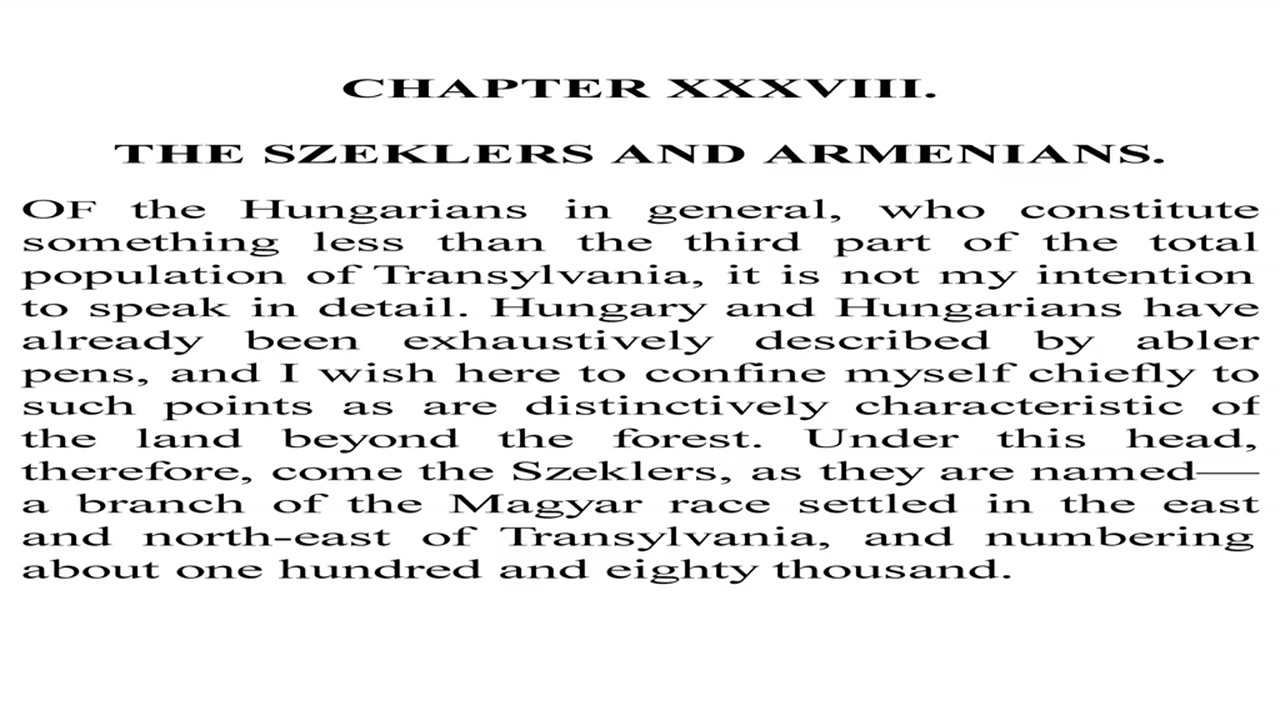 CHAPTER XXXVIII.
THE SZEKLERS AND ARMENIANS.
OF the Hungarians in general, who constitute
something less than the third part of the total
population of Transylvania, it is not my intention
to speak in detail. Hungary and Hungarians have
already been exhaustively described by abler
pens, and I wish here to confine myself chiefly to
such points as are distinctively characteristic of
the land beyond the forest. Under this head,
therefore, come the Szeklers, as they are named—
a branch of the Magyar race settled in the east
and north-east of Transylvania, and numbering
about one hundred and eighty thousand.